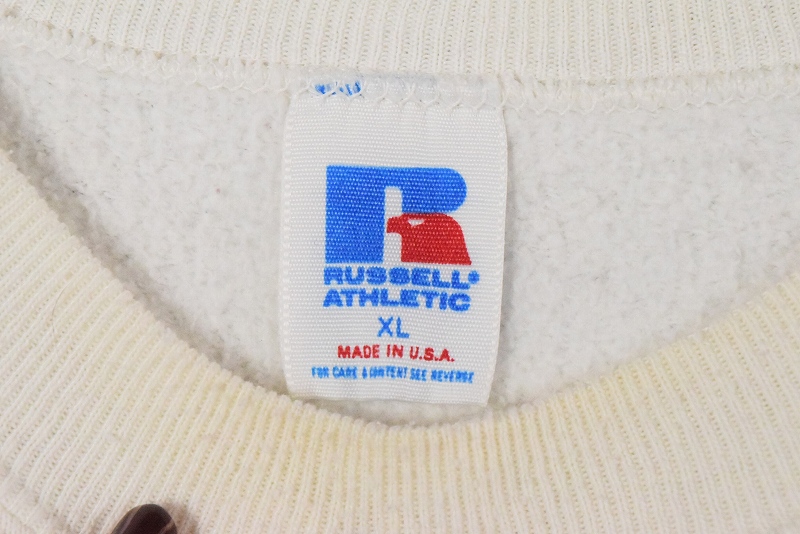 RUSSELL®
ATHLETIC
XL
MADE IN U.S.A.
FOR CARE & CONTENT SEE REVERSE